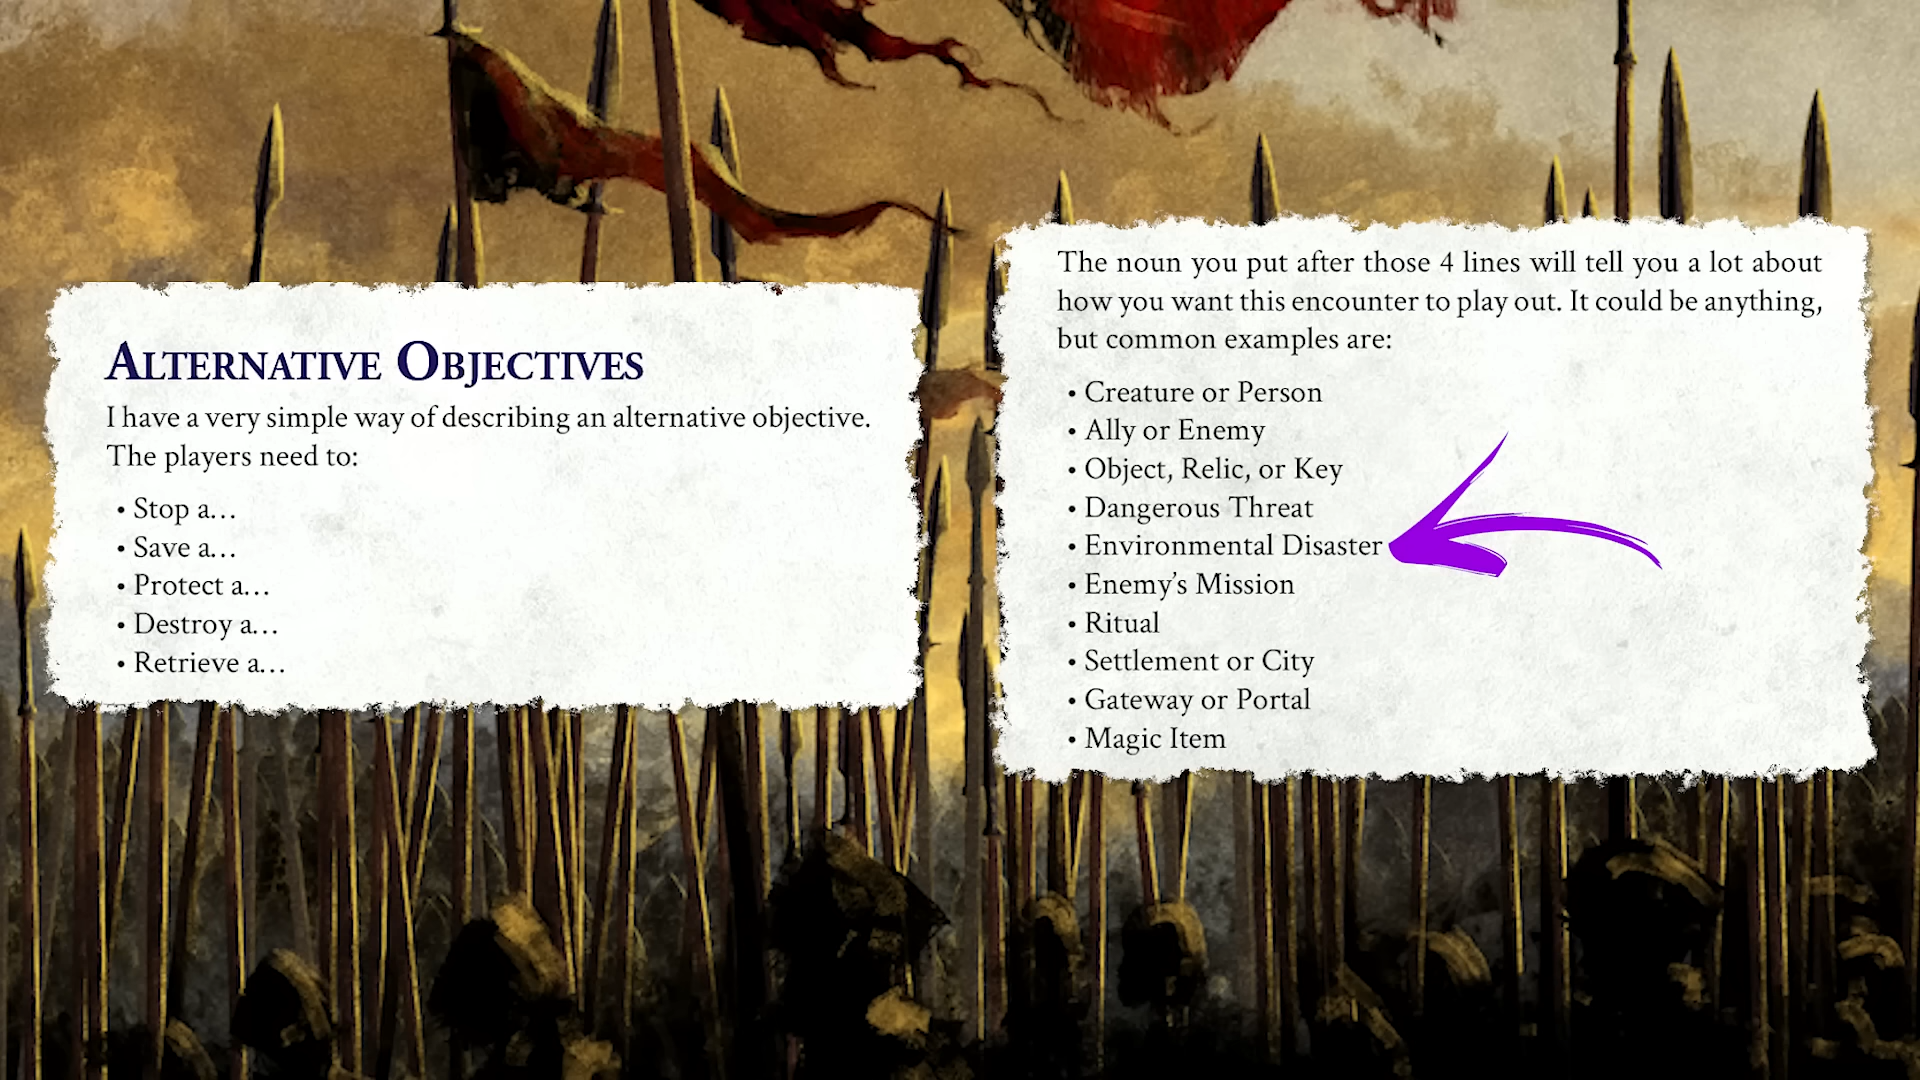 Alternative Objectives
I have a very simple way of describing an alternative objective.
The players need to:
• Stop a…
• Save a…
• Protect a…
• Destroy a…
• Retrieve a…
The noun you put after those 4 lines will tell you a lot about
how you want this encounter to play out. It could be anything,
but common examples are:
• Creature or Person
• Ally or Enemy
• Object, Relic, or Key
• Dangerous Threat
• Environmental Disaster
• Enemy’s Mission
• Ritual
• Settlement or City
• Gateway or Portal
• Magic Item